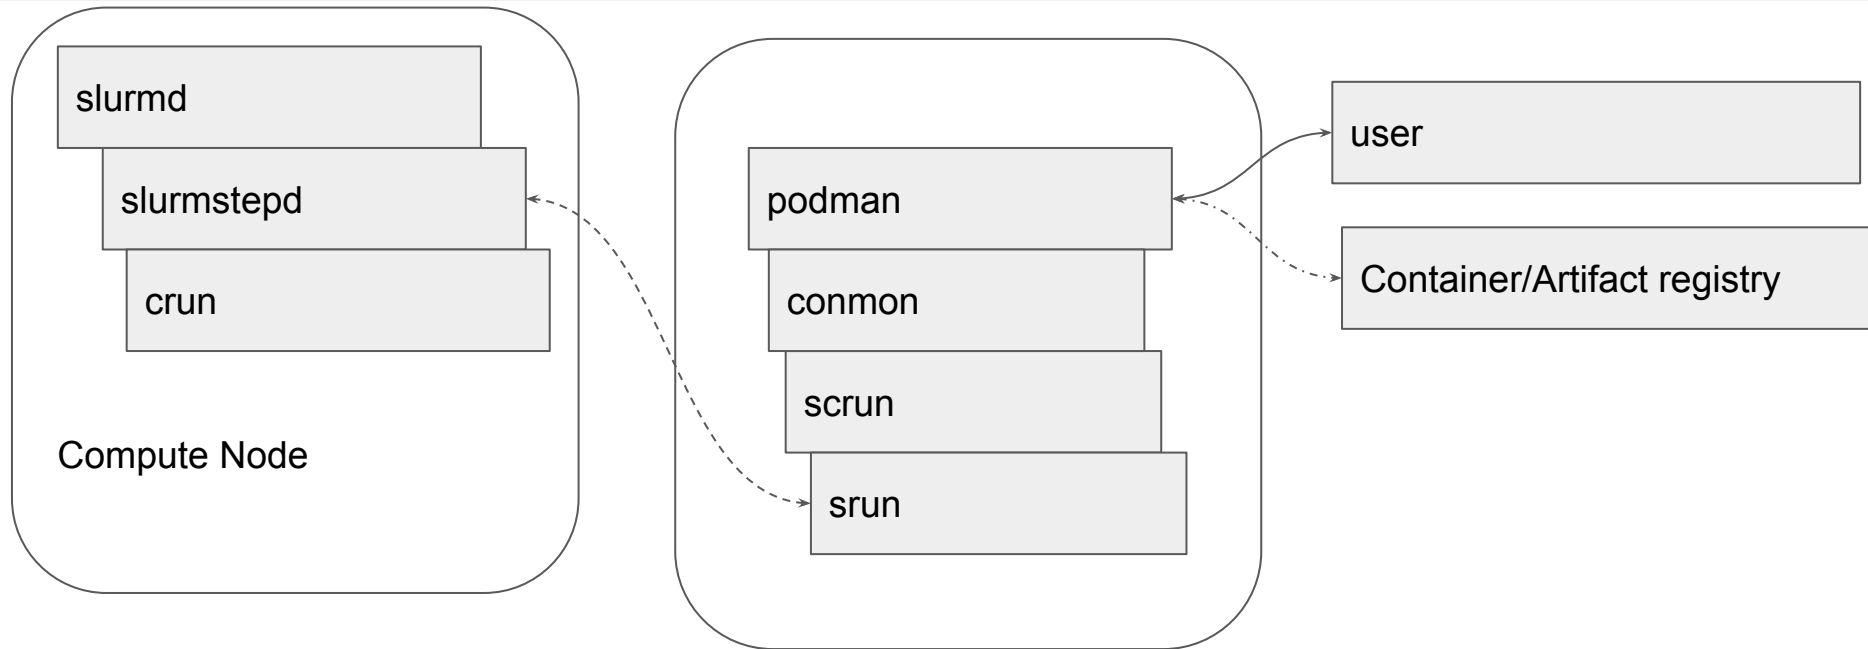 slurmd
slurmstepd
crun
Compute Node
podman
conmon
scrun
srun
user
Container/Artifact registry